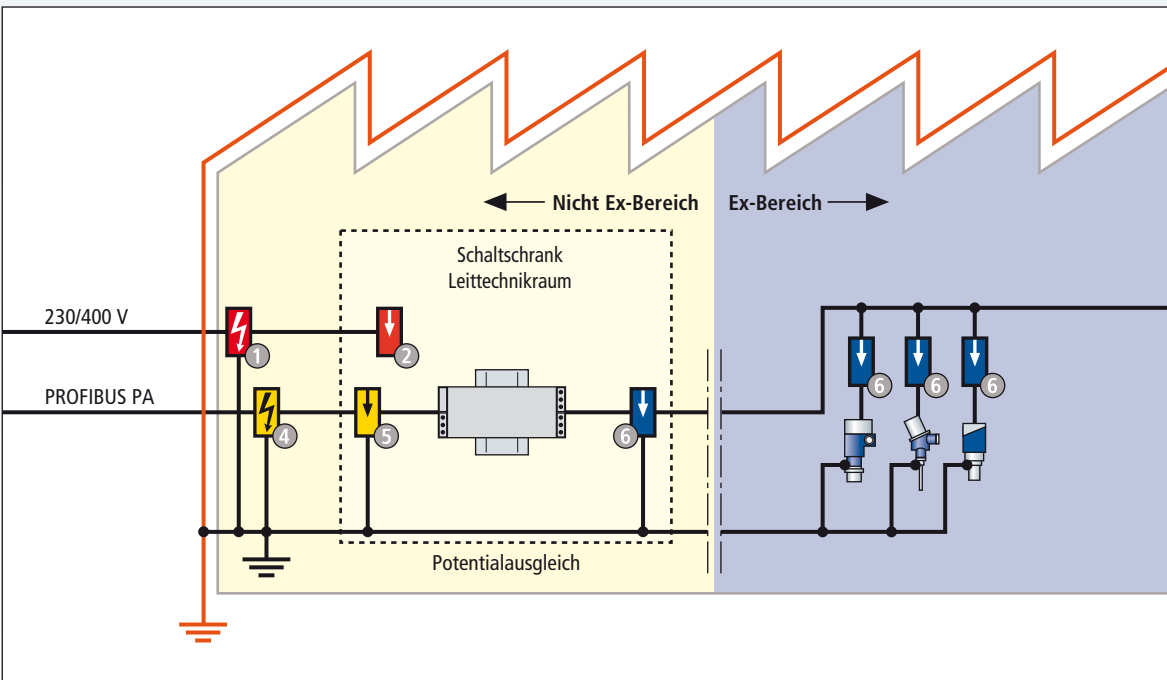 Nicht Ex-Bereich Ex-Bereich
Schaltschrank
Leittechnikraum
230/400 V
1
2
PROFIBUS PA
4
5
6
6
6
6
Potentialausgleich